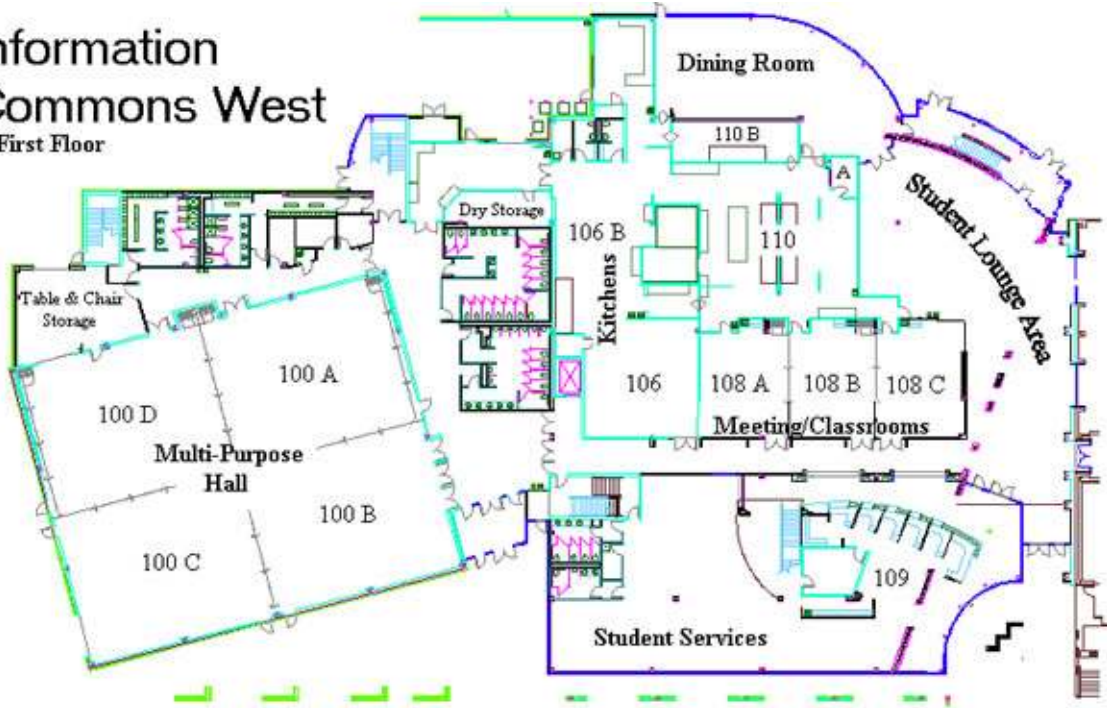 nformation
Commons West
First Floor
Dining Room
110 B
A
Student Lounge Area
Dry Storage
106 B
110
Kitchens
Table & Chair
Storage
100 A
100 D
106
108 A
108 B
108 C
Meeting/Classrooms
Multi-Purpose
Hall
100 B
100 C
109
Student Services